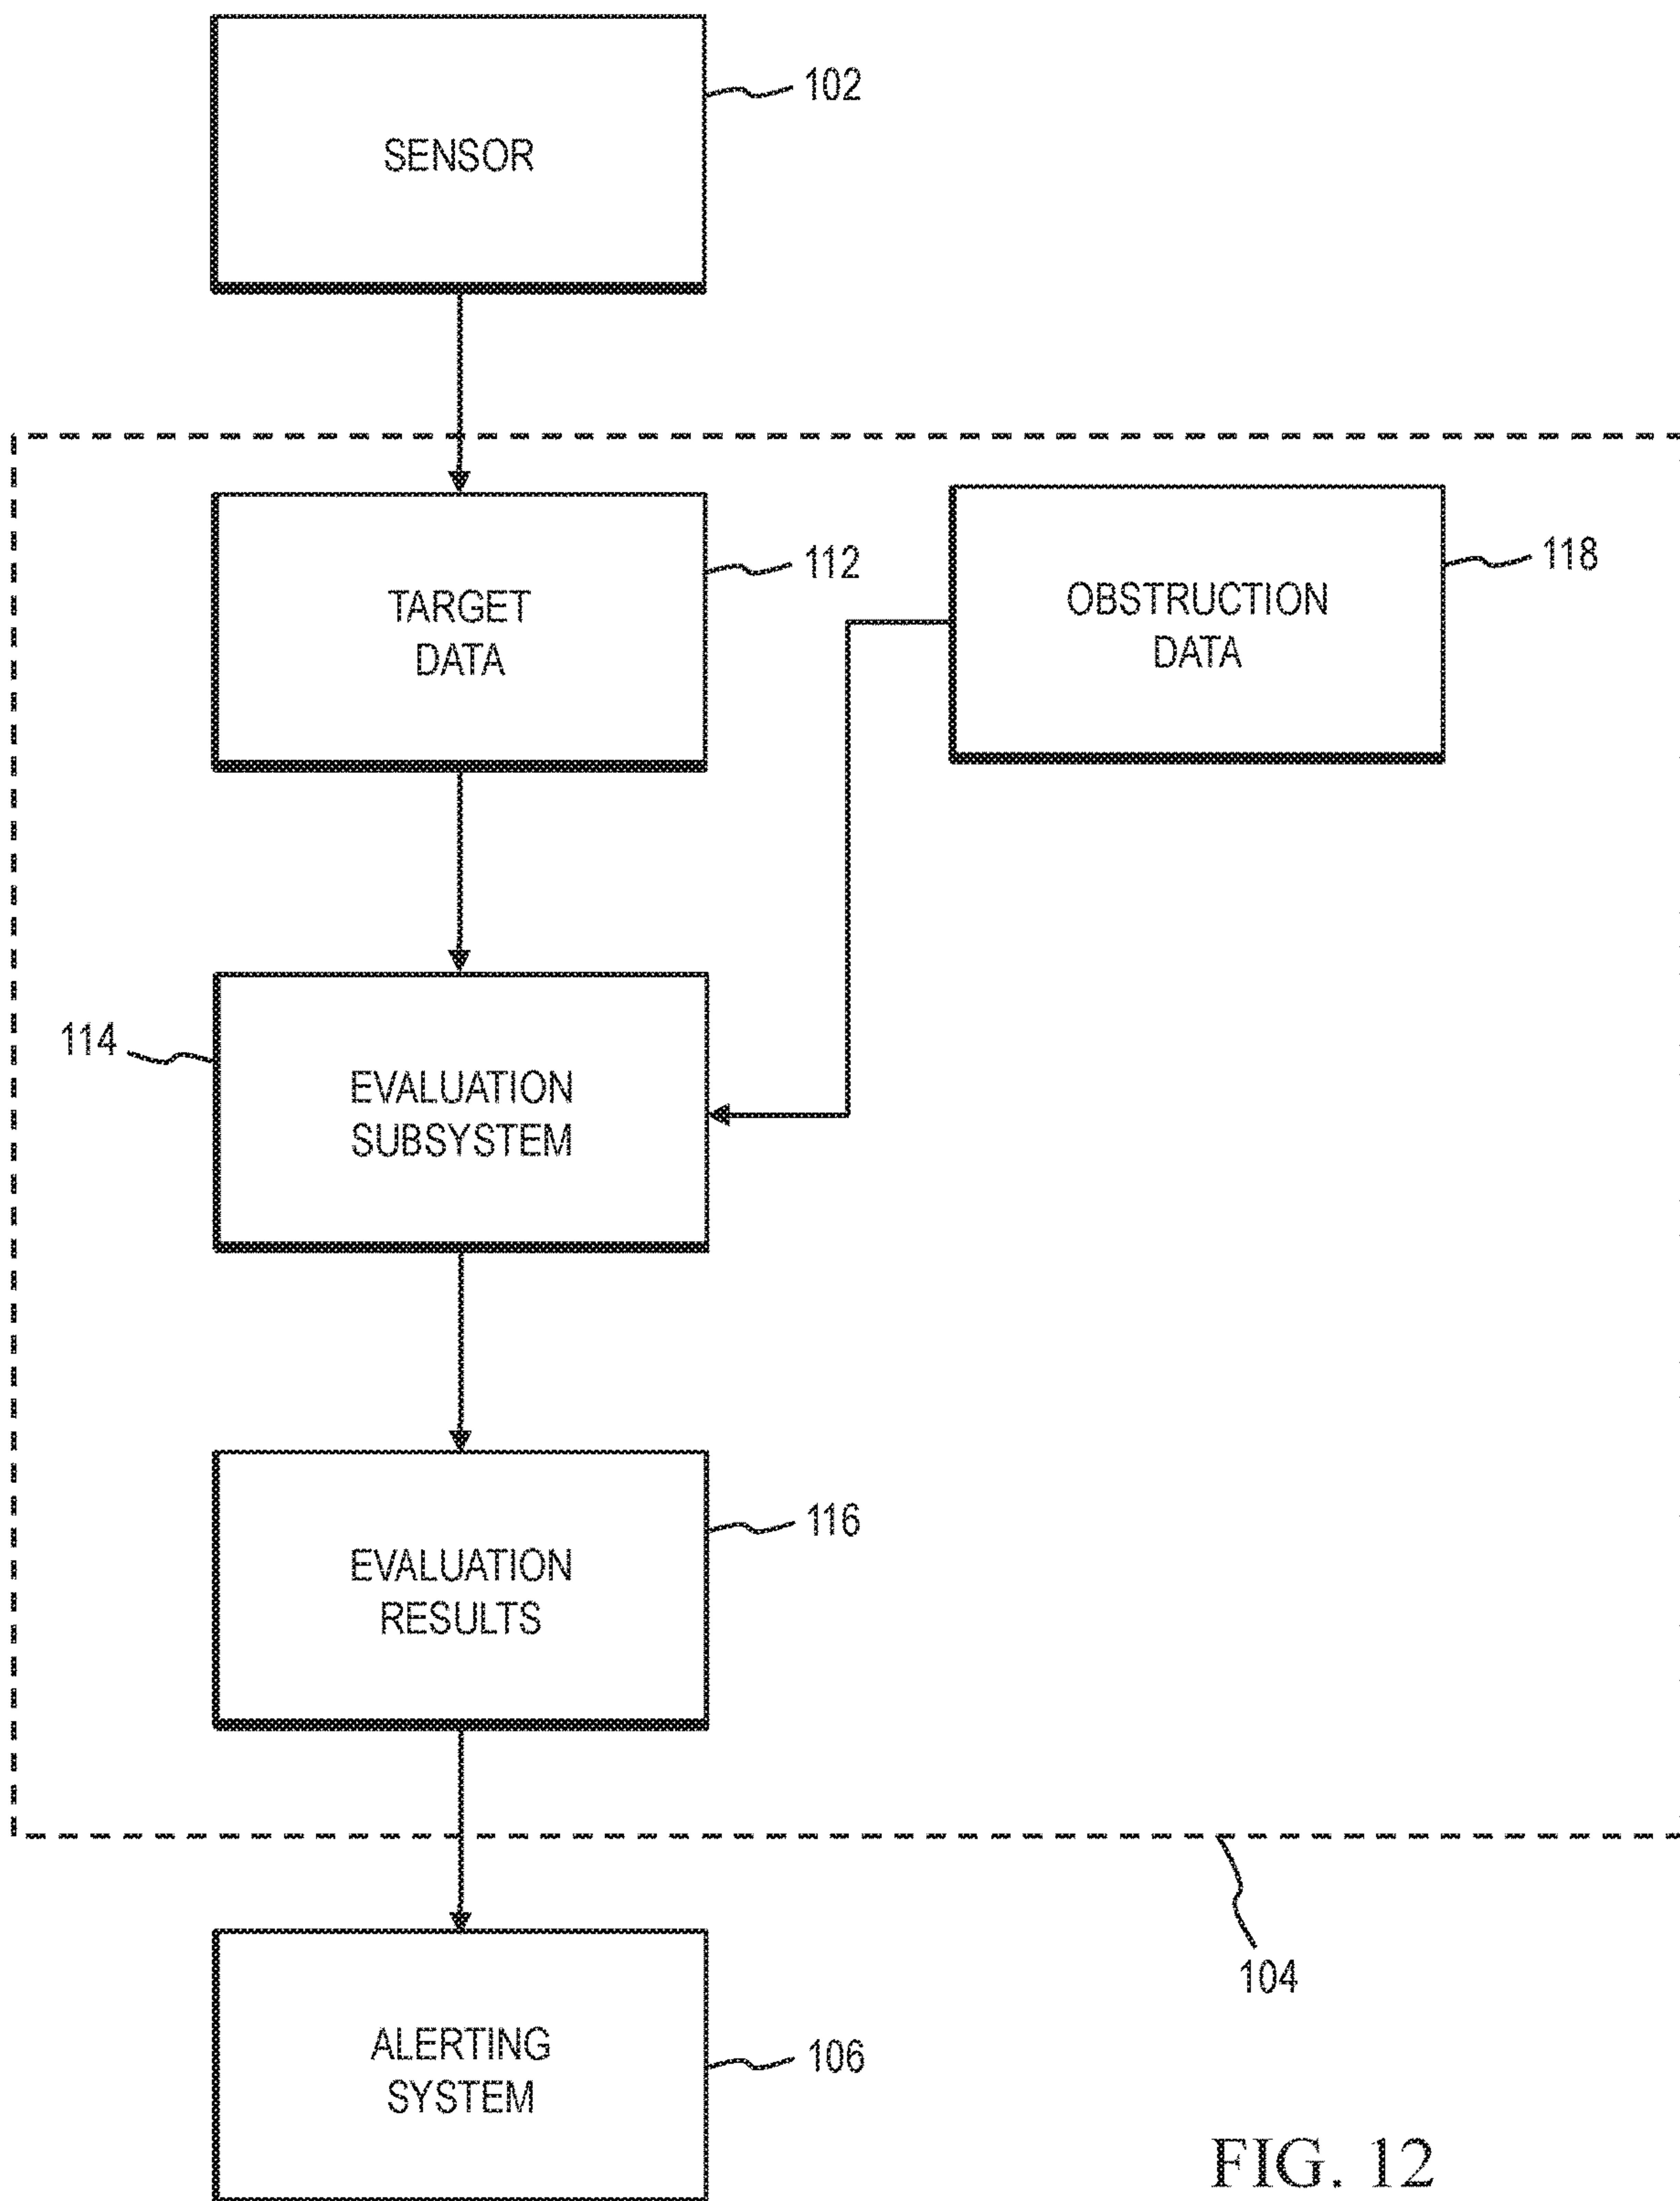 102
SENSOR
112
118
TARGET
DATA
OBSTRUCTION
DATA
114
EVALUATION
SUBSYSTEM
116
EVALUATION
RESULTS
104
ALERTING
SYSTEM
106
FIG. 12